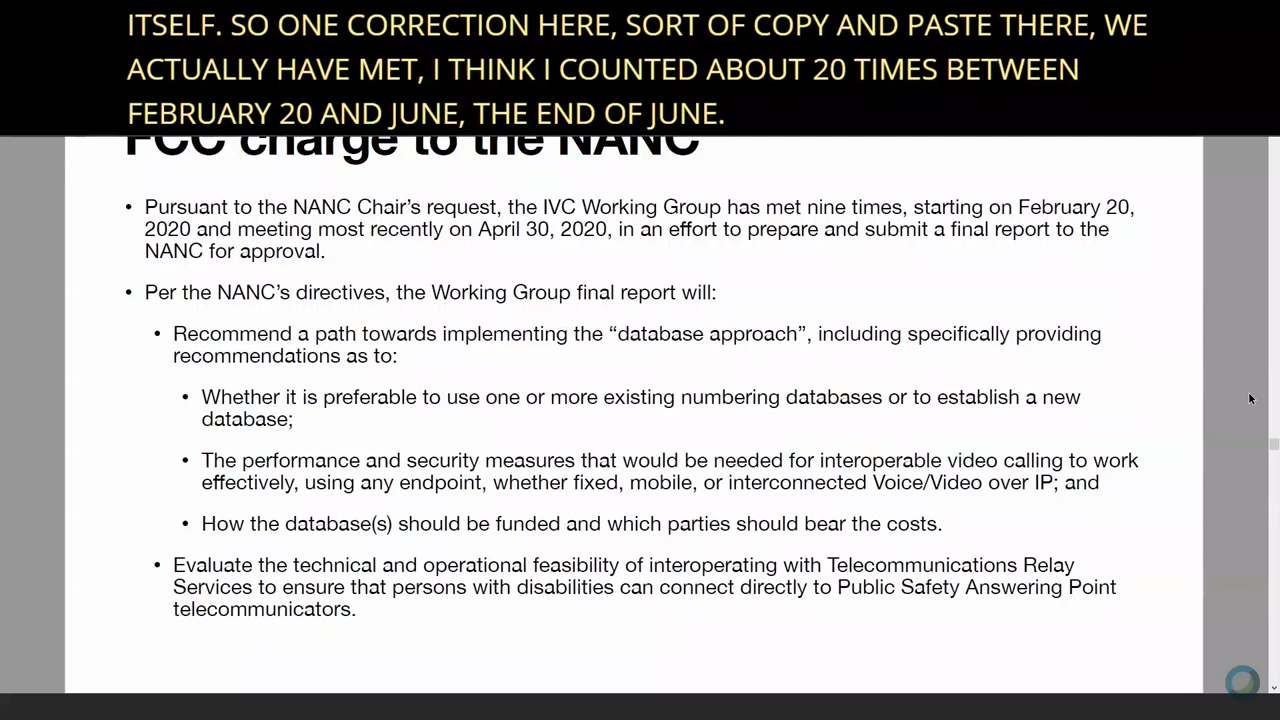 ITSELF. SO ONE CORRECTION HERE, SORT OF COPY AND PASTE THERE, WE
ACTUALLY HAVE MET, I THINK I COUNTED ABOUT 20 TIMES BETWEEN
FEBRUARY 20 AND JUNE, THE END OF JUNE.
FCC charge to the NANC
• Pursuant to the NANC Chair’s request, the IVC Working Group has met nine times, starting on February 20,
2020 and meeting most recently on April 30, 2020, in an effort to prepare and submit a final report to the
NANC for approval.
• Per the NANC’s directives, the Working Group final report will:
• Recommend a path towards implementing the “database approach”, including specifically providing
recommendations as to:
• Whether it is preferable to use one or more existing numbering databases or to establish a new
database;
• The performance and security measures that would be needed for interoperable video calling to work
effectively, using any endpoint, whether fixed, mobile, or interconnected Voice/Video over IP; and
• How the database(s) should be funded and which parties should bear the costs.
• Evaluate the technical and operational feasibility of interoperating with Telecommunications Relay
Services to ensure that persons with disabilities can connect directly to Public Safety Answering Point
telecommunicators.